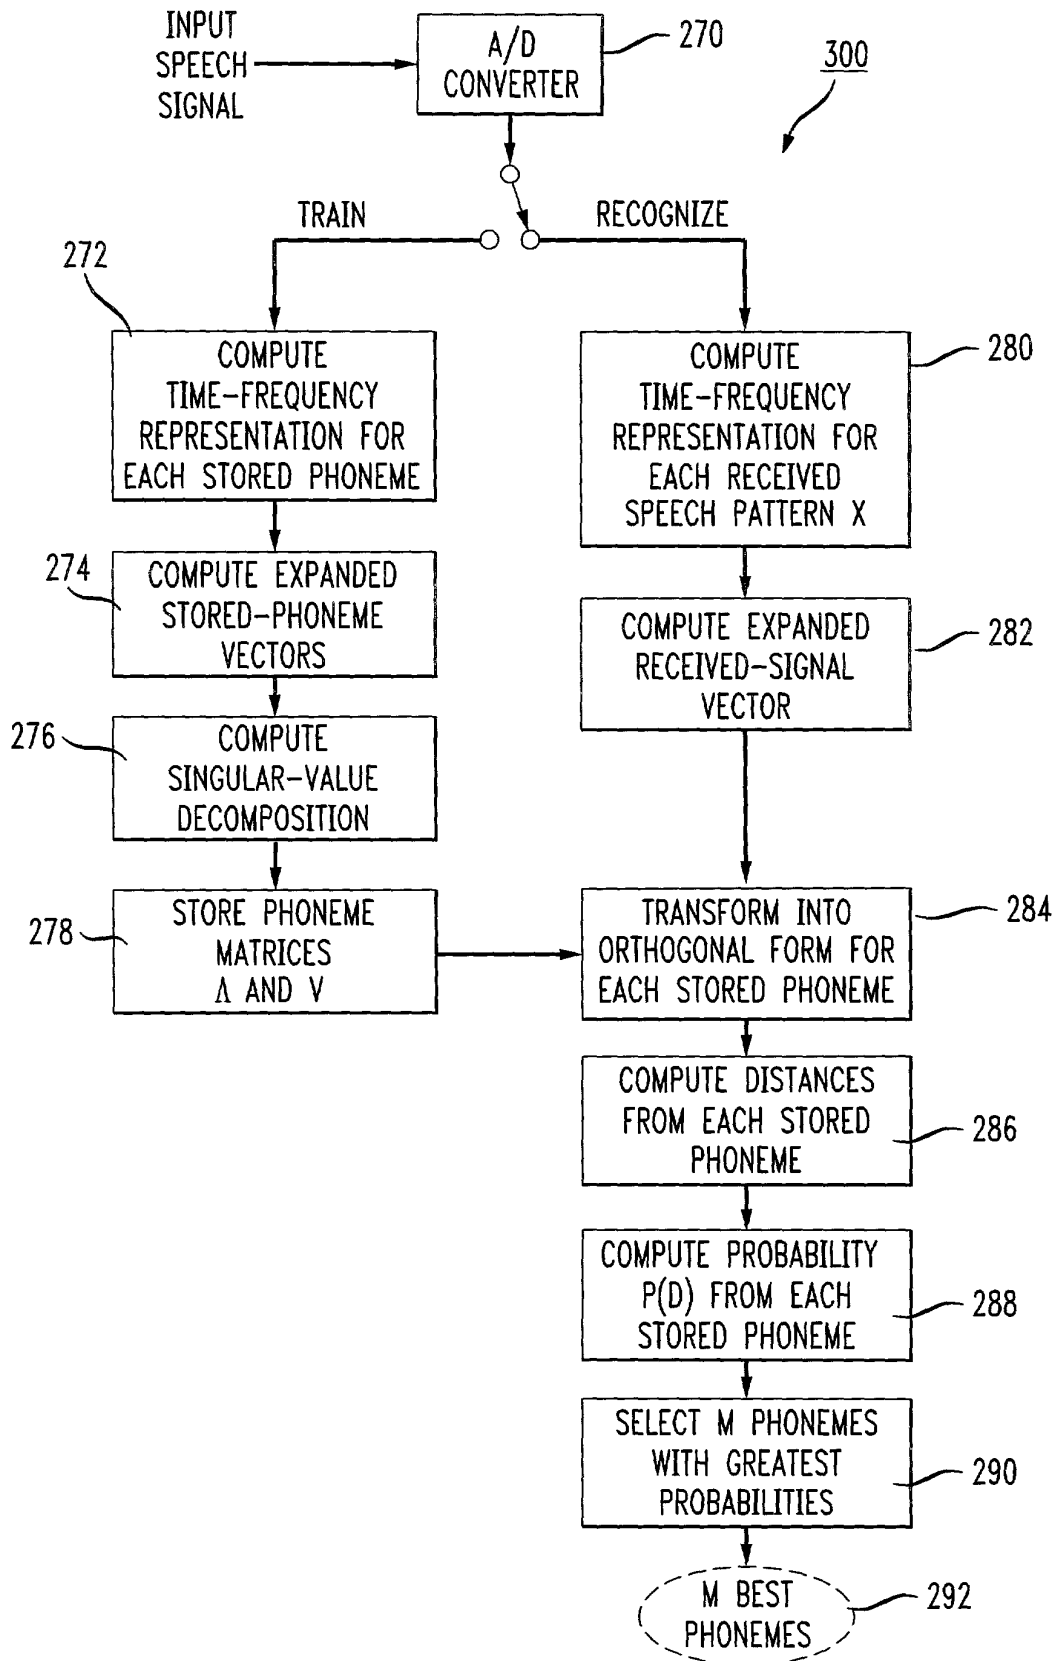 INPUT
SPEECH
SIGNAL
A/D
CONVERTER
270
300
TRAIN
RECOGNIZE
272
COMPUTE
TIME-FREQUENCY
REPRESENTATION FOR
EACH STORED PHONEME
280
COMPUTE
TIME-FREQUENCY
REPRESENTATION FOR
EACH RECEIVED
SPEECH PATTERN X
274
COMPUTE EXPANDED
STORED-PHONEME
VECTORS
282
COMPUTE EXPANDED
RECEIVED-SIGNAL
VECTOR
276
COMPUTE
SINGULAR-VALUE
DECOMPOSITION
278
STORE PHONEME
MATRICES
Λ AND V
284
TRANSFORM INTO
ORTHOGONAL FORM FOR
EACH STORED PHONEME
COMPUTE DISTANCES
FROM EACH STORED
PHONEME
286
COMPUTE PROBABILITY
P(D) FROM EACH
STORED PHONEME
288
SELECT M PHONEMES
WITH GREATEST
PROBABILITIES
290
M BEST
PHONEMES
292